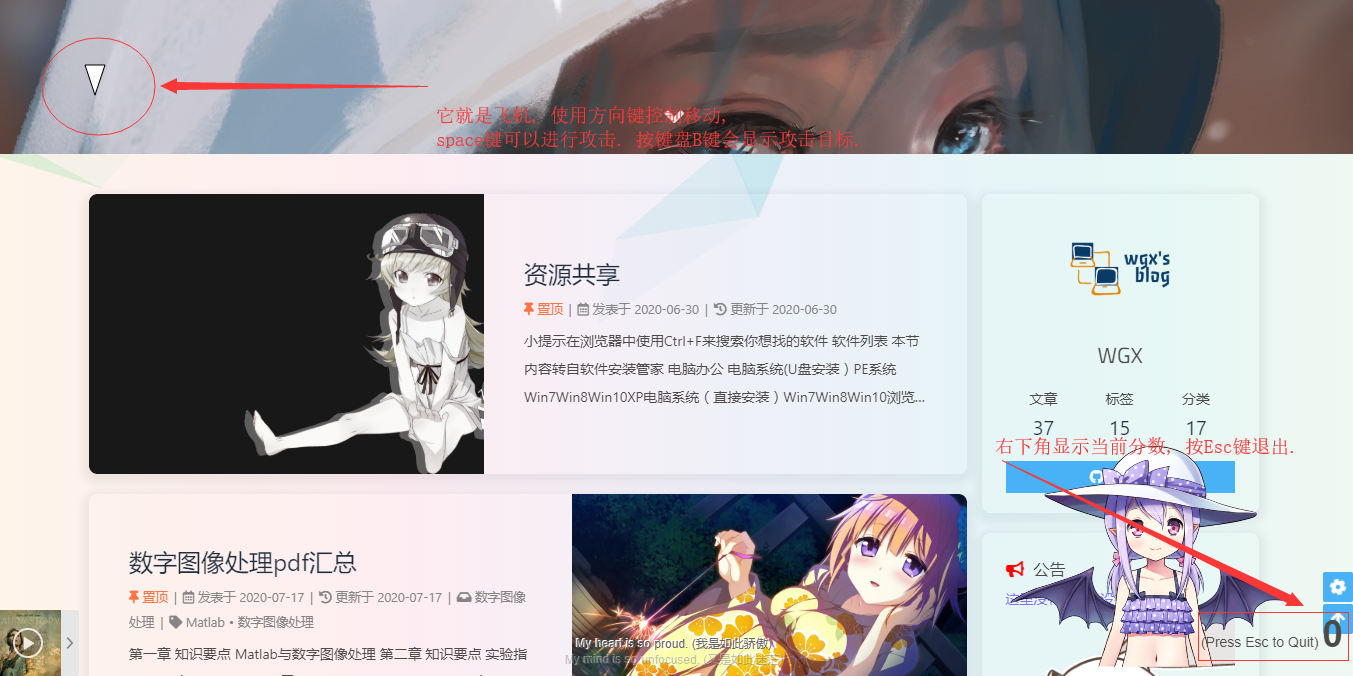 它就是飞机, 使用方向键控制移动,
space键可以进行攻击. 按键盘B键会显示攻击目标.
资源共享
置顶 | 发表于 2020-06-30 | 更新于 2020-06-30
小提示在浏览器中使用Ctrl+F来搜索你想找的软件 软件列表 本节
内容转自软件安装管家 电脑办公 电脑系统(U盘安装）PE系统
Win7Win8Win10XP电脑系统（直接安装）Win7Win8Win10浏览...
wgx's
blog
WGX
文章 标签 分类
37 15 17
右下角显示当前分数, 按Esc键退出.
数字图像处理pdf汇总
置顶 | 发表于 2020-07-17 | 更新于 2020-07-17 | 数字图像
处理 | Matlab • 数字图像处理
第一章 知识要点 Matlab与数字图像处理 第二章 知识要点 实验指
公告
My heart is so proud. (我是如此骄傲)
My mind is so unfocused.
(Press Esc to Quit) 0